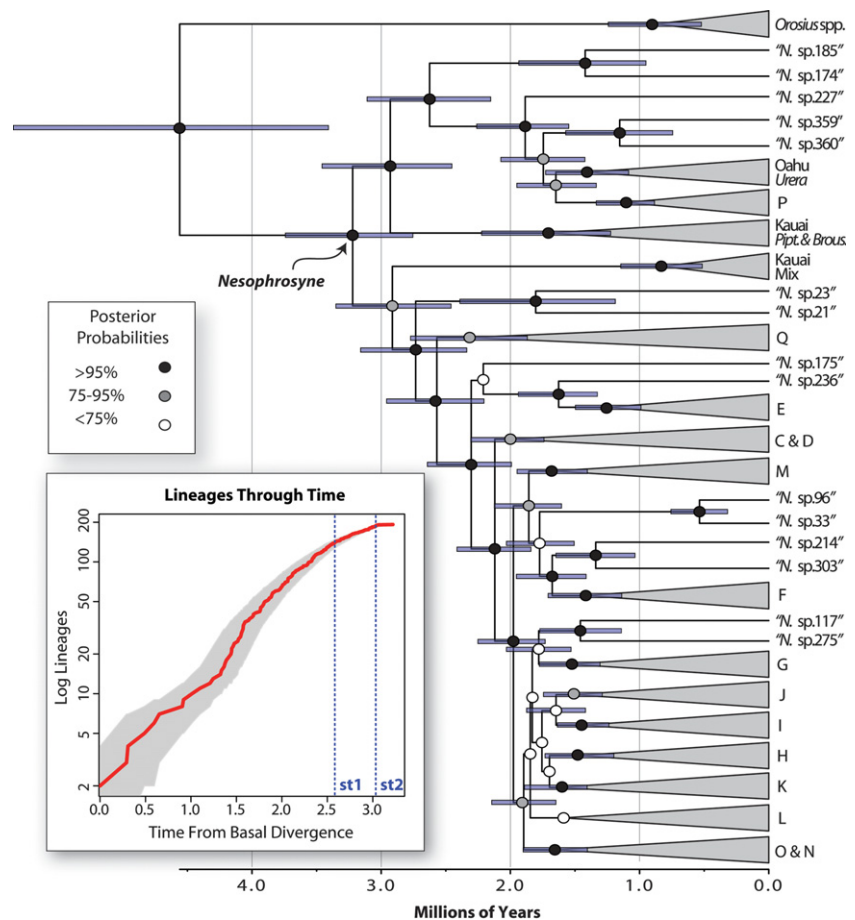 Orosius spp.
"N. sp.185"
"N. sp.174"
"N. sp.227"
"N. sp.359"
"N. sp.360"
Oahu
Urera
P
Kauai
Pipt. & Brous.
Kauai
Mix
"N. sp.23"
"N. sp.21"
Q
"N. sp.175"
"N. sp.236"
E
C & D
M
"N. sp.96"
"N. sp.33"
"N. sp.214"
"N. sp.303"
F
"N. sp.117"
"N. sp.275"
G
J
I
H
K
L
O & N
Nesophrosyne
Posterior
Probabilities
>95%
75-95%
<75%
Lineages Through Time
Log Lineages
200
100
50
20
10
5
2
st1
st2
0.0 0.5 1.0 1.5 2.0 2.5 3.0
Time From Basal Divergence
4.0 3.0 2.0 1.0 0.0
Millions of Years